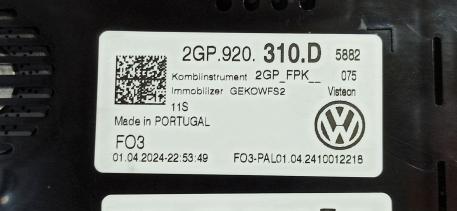 2GP.920. 310.D 5882
Kombiinstrument 2GP_FPK__ 075
Immobilizer GEKOWFS2 Visteon
11S
Made in PORTUGAL
FO3
01.04.2024-22:53:49 FO3-PAL01.04.2410012218